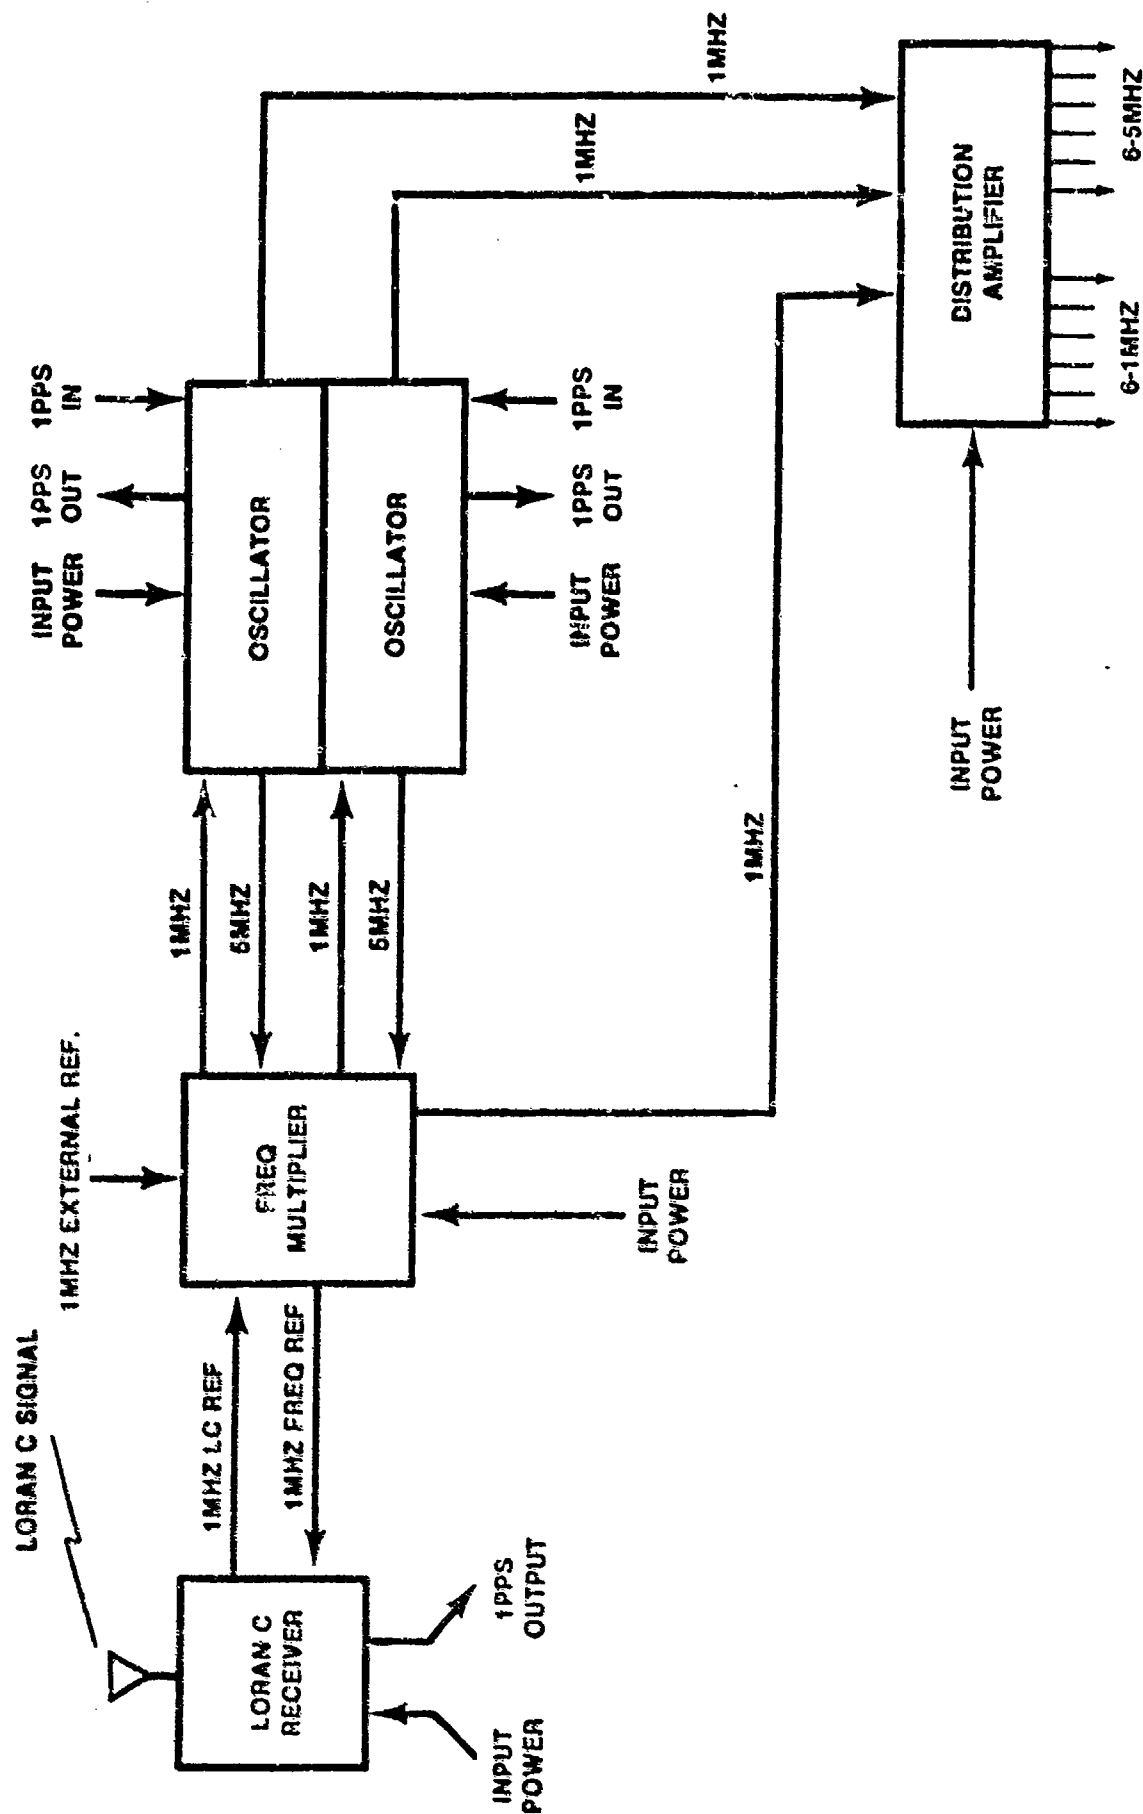 LORAN C SIGNAL
LORAN C
RECEIVER
INPUT
POWER
1PPS
OUTPUT
1MHZ LC REF
1MHZ FREQ REF
1MHZ EXTERNAL REF.
FREQ
MULTIPLIER
INPUT
POWER
1MHZ
5MHZ
1MHZ
5MHZ
INPUT
POWER
1PPS
OUT
1PPS
IN
OSCILLATOR
OSCILLATOR
INPUT
POWER
1PPS
OUT
1PPS
IN
1MHZ
1MHZ
1MHZ
INPUT
POWER
DISTRIBUTION
AMPLIFIER
6-1MHZ
6-5MHZ